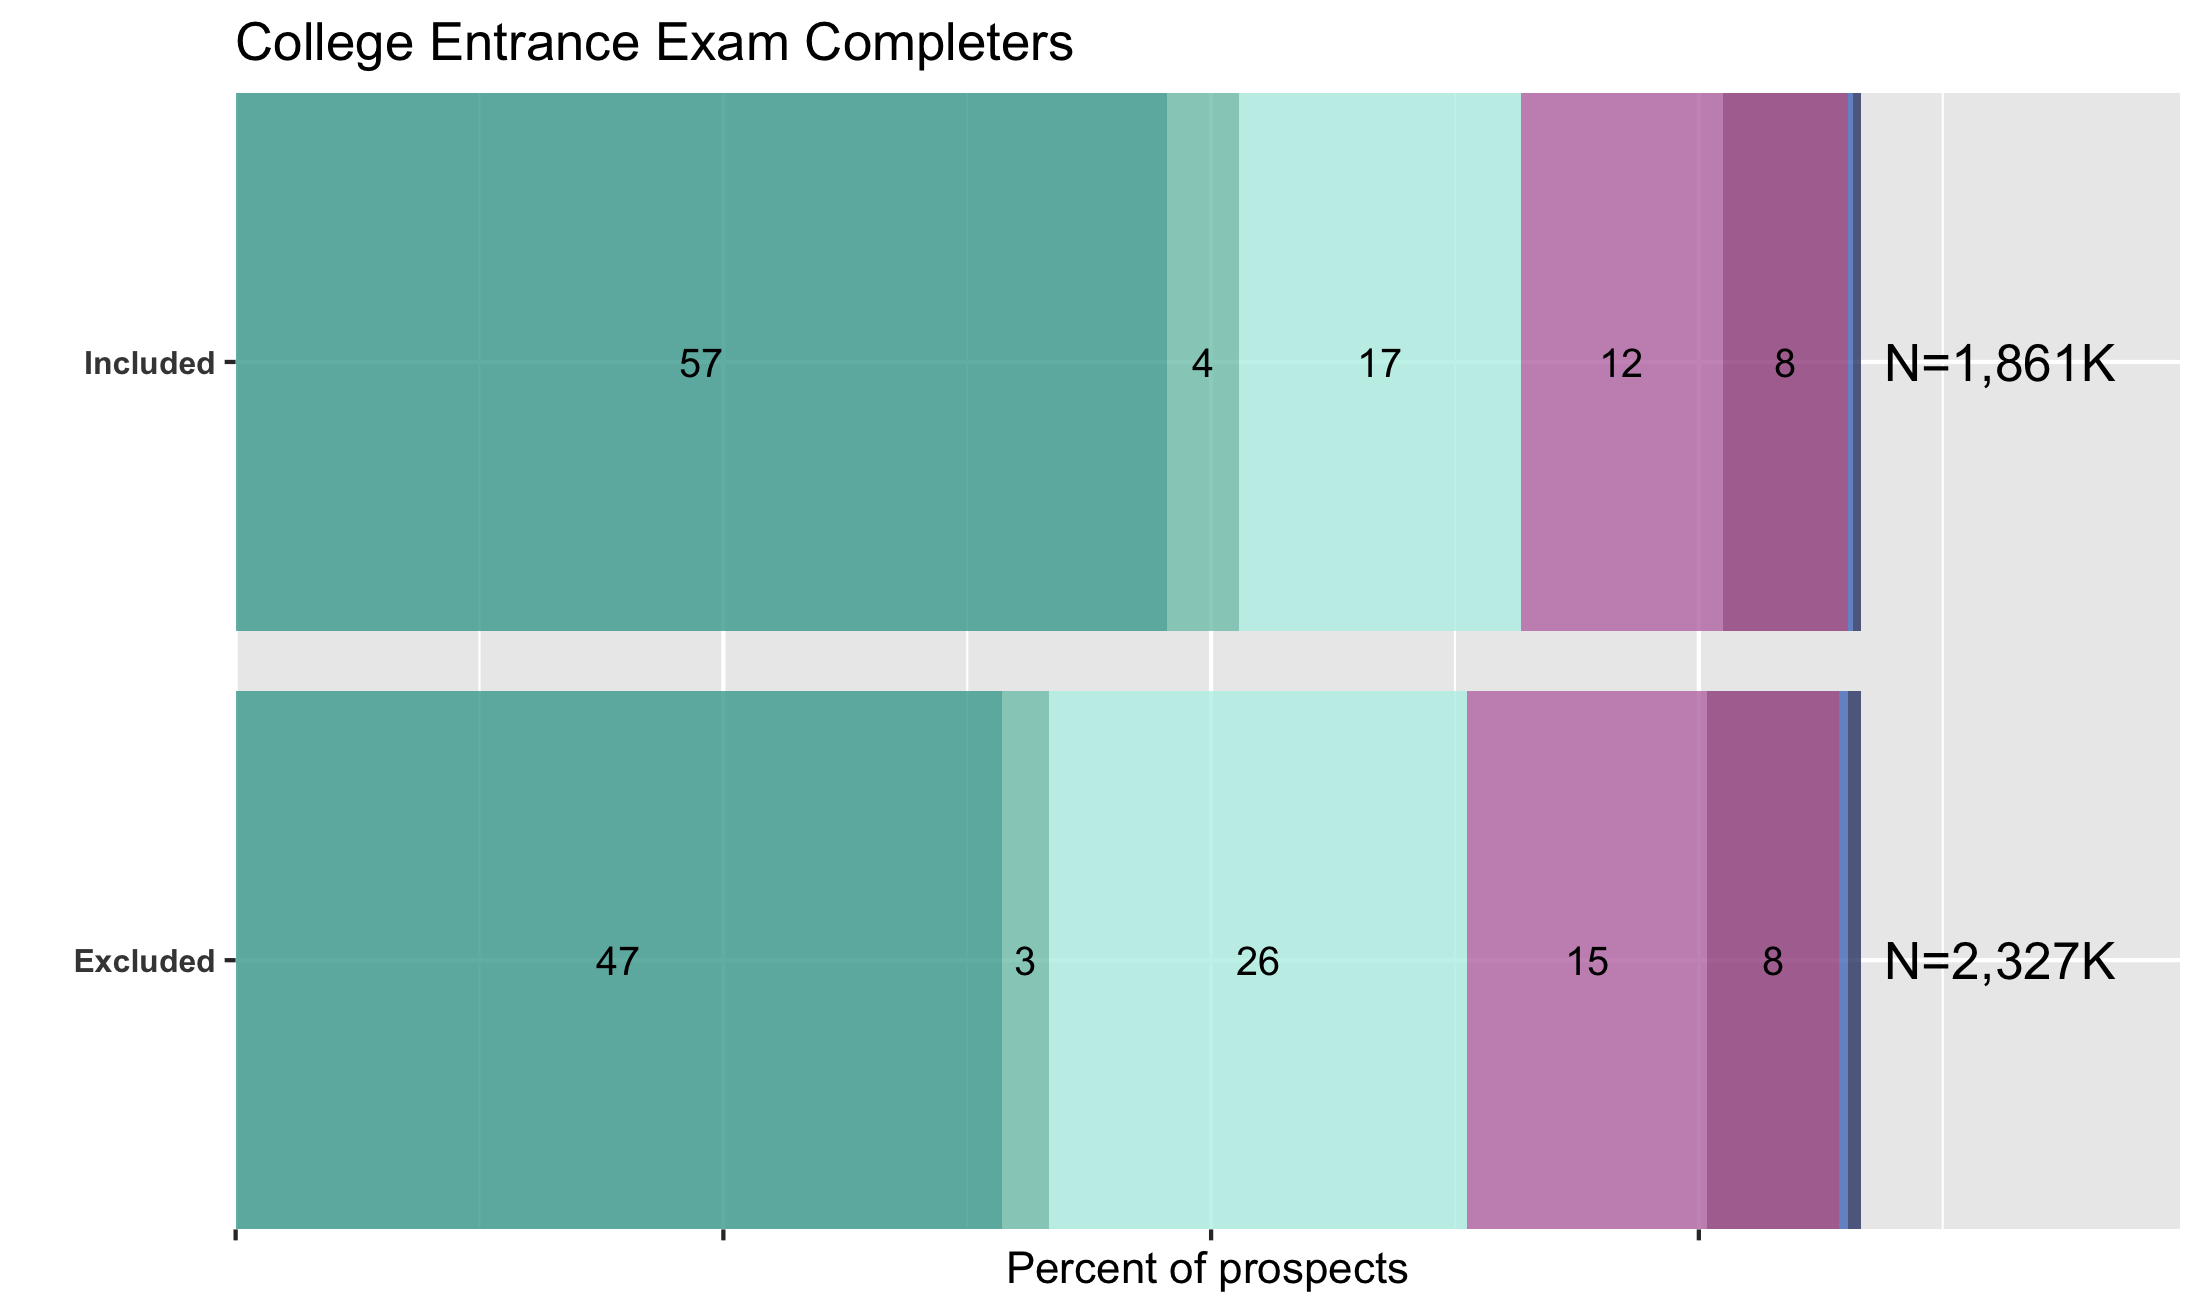 College Entrance Exam Completers
Included 57 4 17 12 8 N=1,861K
Excluded 47 3 26 15 8 N=2,327K
Percent of prospects